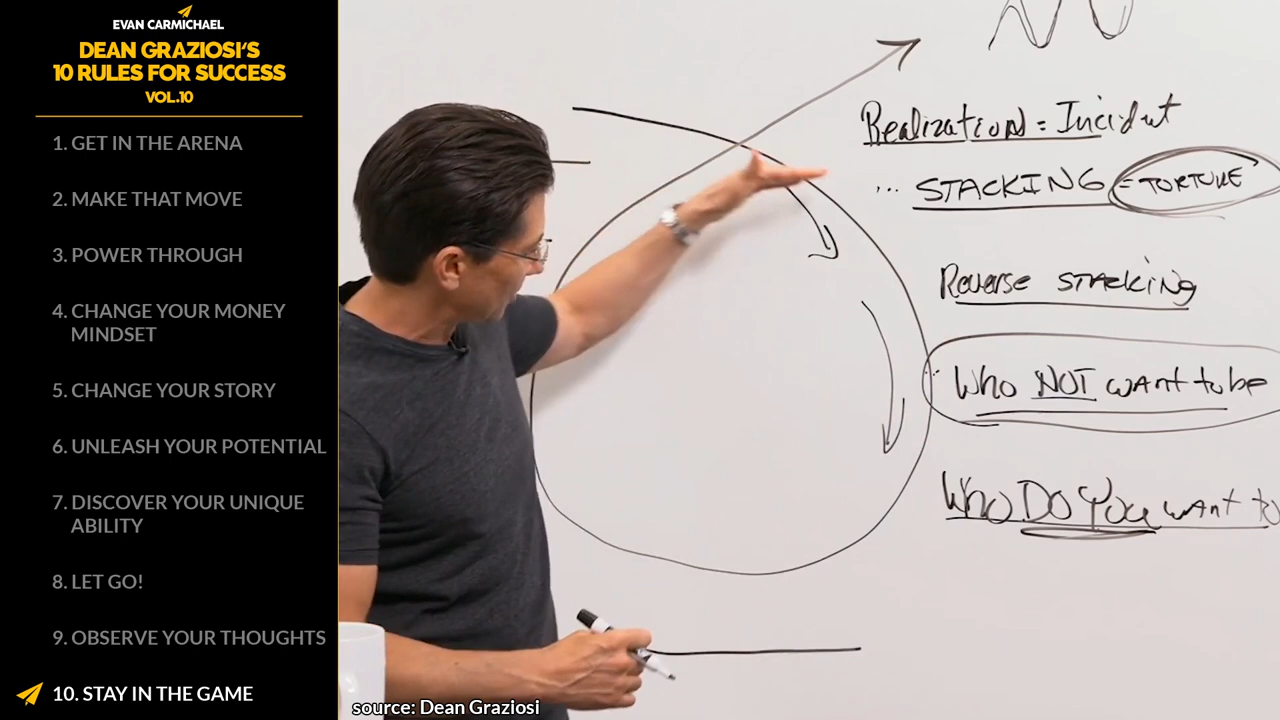 EVAN CARMICHAEL
DEAN GRAZIOSI'S
10 RULES FOR SUCCESS
VOL.10
1. GET IN THE ARENA
2. MAKE THAT MOVE
3. POWER THROUGH
4. CHANGE YOUR MONEY
MINDSET
5. CHANGE YOUR STORY
6. UNLEASH YOUR POTENTIAL
7. DISCOVER YOUR UNIQUE
ABILITY
8. LET GO!
9. OBSERVE YOUR THOUGHTS
10. STAY IN THE GAME
Realization = Incident
... STACKING = TORTURE
Reverse STACKING
Who NOT want to be
Who DO You want to
source: Dean Graziosi